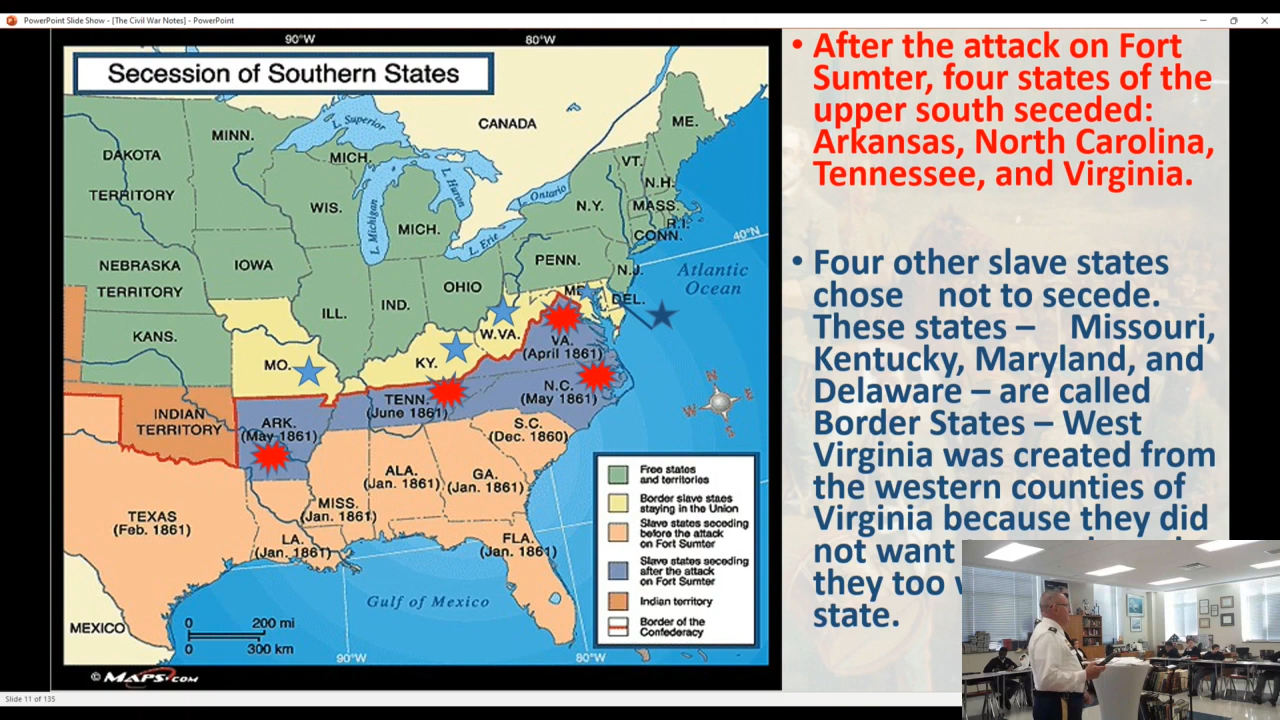 PowerPoint Slide Show - [The Civil War Notes] - PowerPoint
90°W
80°W
Secession of Southern States
CANADA
L. Superior
MINN.
ME.
DAKOTA
TERRITORY
MICH.
VT.
L. Huron
N.H.
L. Ontario
WIS.
L. Michigan
MICH.
N.Y.
MASS.
R.I.
CONN.
40°N
L. Erie
NEBRASKA
TERRITORY
IOWA
PENN.
N.J.
Atlantic
Ocean
OHIO
IND.
ILL.
DEL.
KANS.
W.VA.
VA.
(April 1861)
MO.
KY.
N.C.
(May 1861)
TENN.
(June 1861)
N
W
E
S
INDIAN
TERRITORY
ARK.
(May 1861)
S.C.
(Dec. 1860)
ALA.
(Jan. 1861)
GA.
(Jan. 1861)
MISS.
(Jan. 1861)
TEXAS
(Feb. 1861)
LA.
(Jan. 1861)
FLA.
(Jan. 1861)
Gulf of Mexico
MEXICO
0 200 mi
0 300 km
90°W
80°W
Free states
and territories
Border slave staes
staying in the Union
Slave states seceding
before the attack
on Fort Sumter
Slave states seceding
after the attack
on Fort Sumter
Indian territory
Border of the
Confederacy
© MAPS.COM
• After the attack on Fort
Sumter, four states of the
upper south seceded:
Arkansas, North Carolina,
Tennessee, and Virginia.
• Four other slave states
chose not to secede.
These states – Missouri,
Kentucky, Maryland, and
Delaware – are called
Border States – West
Virginia was created from
the western counties of
Virginia because they did
not want
they too
state.
Slide 11 of 135